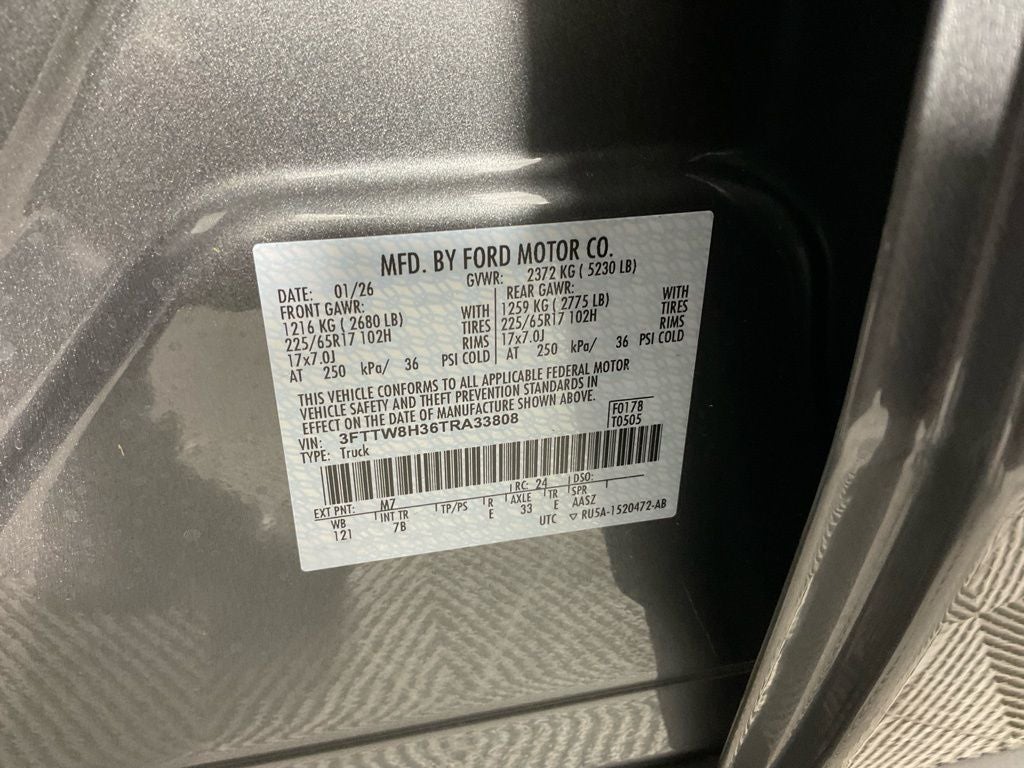 MFD. BY FORD MOTOR CO.
DATE: 01/26 GVWR: 2372 KG ( 5230 LB)
FRONT GAWR: REAR GAWR:
1216 KG ( 2680 LB) WITH 1259 KG ( 2775 LB) WITH
225/65R17 102H TIRES 225/65R17 102H TIRES
17x7.0J RIMS 17x7.0J RIMS
AT 250 kPa/ 36 PSI COLD AT 250 kPa/ 36 PSI COLD
THIS VEHICLE CONFORMS TO ALL APPLICABLE FEDERAL MOTOR
VEHICLE SAFETY AND THEFT PREVENTION STANDARDS IN
EFFECT ON THE DATE OF MANUFACTURE SHOWN ABOVE.
VIN: 3FTTW8H36TRA33808 F0178
TYPE: Truck T0505
EXT PNT: M7 RC: 24 DSO:
WB INT TR TP/PS R AXLE TR SPR
121 7B E 33 E AASZ
UTC ▽ RU5A-1520472-AB